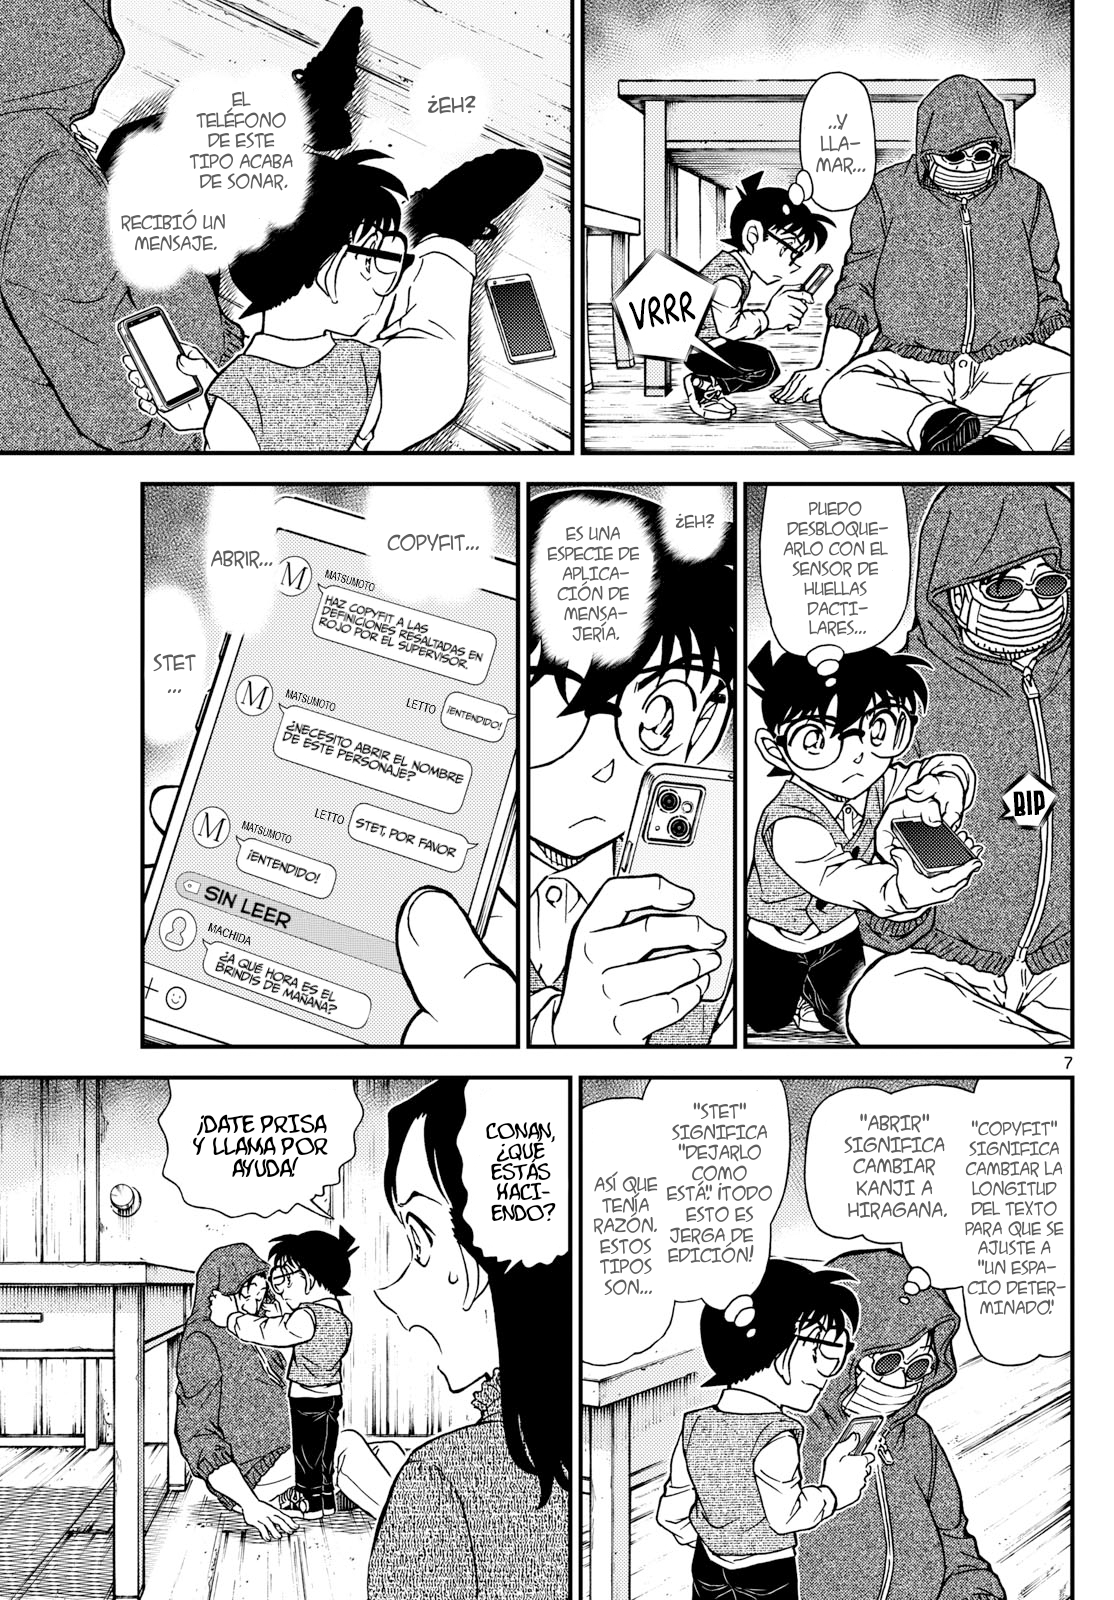 ...Y
LLA-
MAR...
VRRR
¿EH?
EL
TELÉFONO
DE ESTE
TIPO ACABA
DE SONAR.
RECIBIÓ UN
MENSAJE.
PUEDO
DESBLOQUE-
ARLO CON EL
SENSOR DE
HUELLAS
DACTI-
LARES...
BIP
¿EH?
ES UNA
ESPECIE DE
APLICA-
CIÓN DE
MENSA-
JERÍA.
COPYFIT...
ABRIR...
STET
...
MATSUMOTO
M
HAZ COPYFIT A LAS
DEFINICIONES RESALTADAS EN
ROJO POR EL SUPERVISOR.
LETTO
¡ENTENDIDO!
MATSUMOTO
M
¿NECESITO ABRIR EL NOMBRE
DE ESTE PERSONAJE?
LETTO
STET, POR FAVOR
MATSUMOTO
M
¡ENTENDIDO!
SIN LEER
MACHIDA
¿A QUÉ HORA ES EL
BRINDIS DE MAÑANA?
7
"COPYFIT"
SIGNIFICA
CAMBIAR LA
LONGITUD
DEL TEXTO
PARA QUE SE
AJUSTE A
"UN ESPA-
CIO DETER-
MINADO."
"ABRIR"
SIGNIFICA
CAMBIAR
KANJI A
HIRAGANA.
"STET"
SIGNIFICA
"DEJARLO
COMO
ESTÁ". ¡TODO
ESTO ES
JERGA DE
EDICIÓN!
ASÍ QUE
TENÍA
RAZÓN.
ESTOS
TIPOS
SON...
CONAN,
¿QUÉ
ESTÁS
HACI-
ENDO?
¡DATE PRISA
Y LLAMA POR
AYUDA!